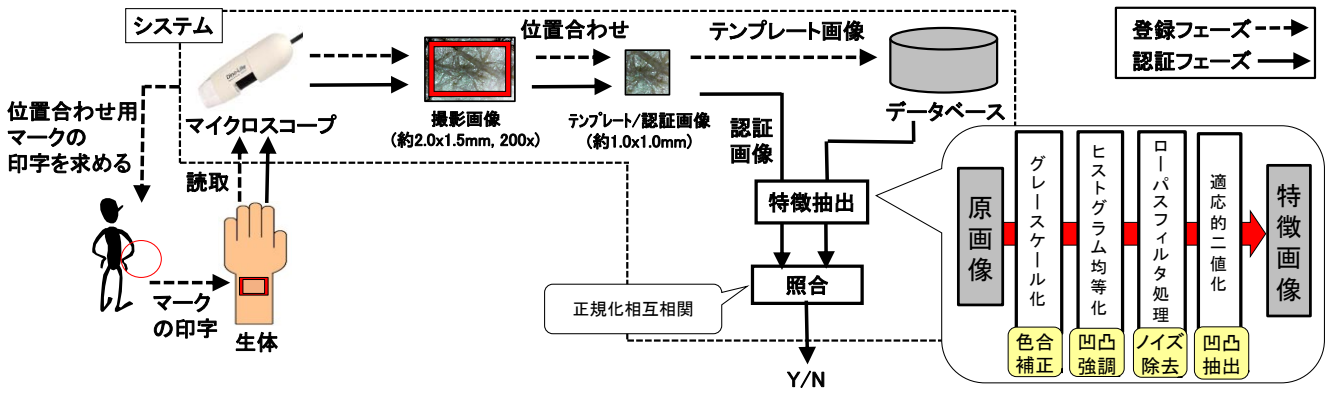 システム
位置合わせ
テンプレート画像
登録フェーズ
認証フェーズ
Dino-Lite
位置合わせ用
マークの
印字を求める
マイクロスコープ
撮影画像
(約2.0x1.5mm, 200x)
テンプレート/認証画像
(約1.0x1.0mm)
データベース
認証
画像
読取
マーク
の印字
生体
特徴抽出
照合
正規化相互相関
Y/N
原画像
グレースケール化
ヒストグラム均等化
ローパスフィルタ処理
適応的二値化
特徴画像
色合
補正
凹凸
強調
ノイズ
除去
凹凸
抽出